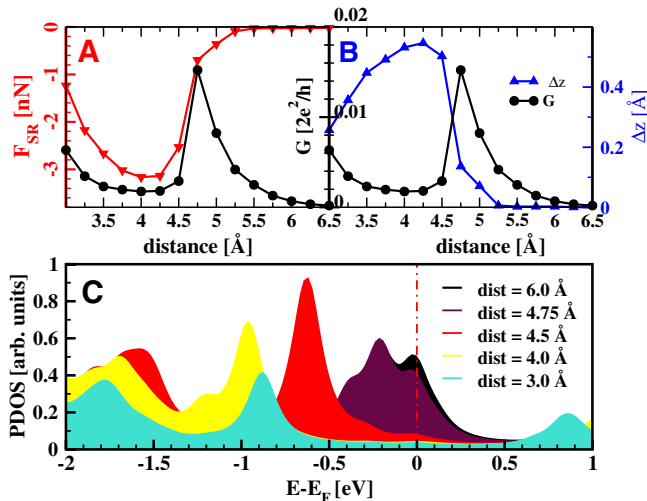 0.02
0
-1
-2
-3
F_SR [nN]
A
3.5 4 4.5 5 5.5 6 6.5
distance [Å]
G [2e²/h]
0.01
0
B
Δz
G
3.5 4 4.5 5 5.5 6 6.5
distance [Å]
0.4
0.2
0
Δz [Å]
C
PDOS [arb. units]
1
0.8
0.6
0.4
0.2
0
dist = 6.0 Å
dist = 4.75 Å
dist = 4.5 Å
dist = 4.0 Å
dist = 3.0 Å
-2 -1.5 -1 -0.5 0 0.5 1
E-E_F [eV]